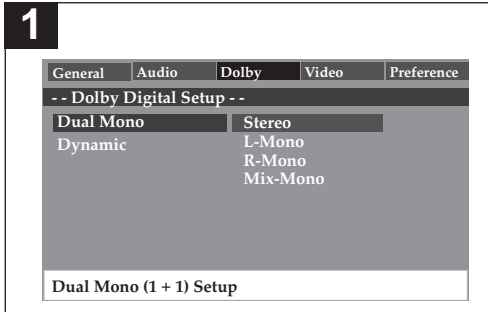 1
General Audio Dolby Video Preference
- - Dolby Digital Setup - -
Dual Mono Stereo
Dynamic L-Mono
R-Mono
Mix-Mono
Dual Mono (1 + 1) Setup